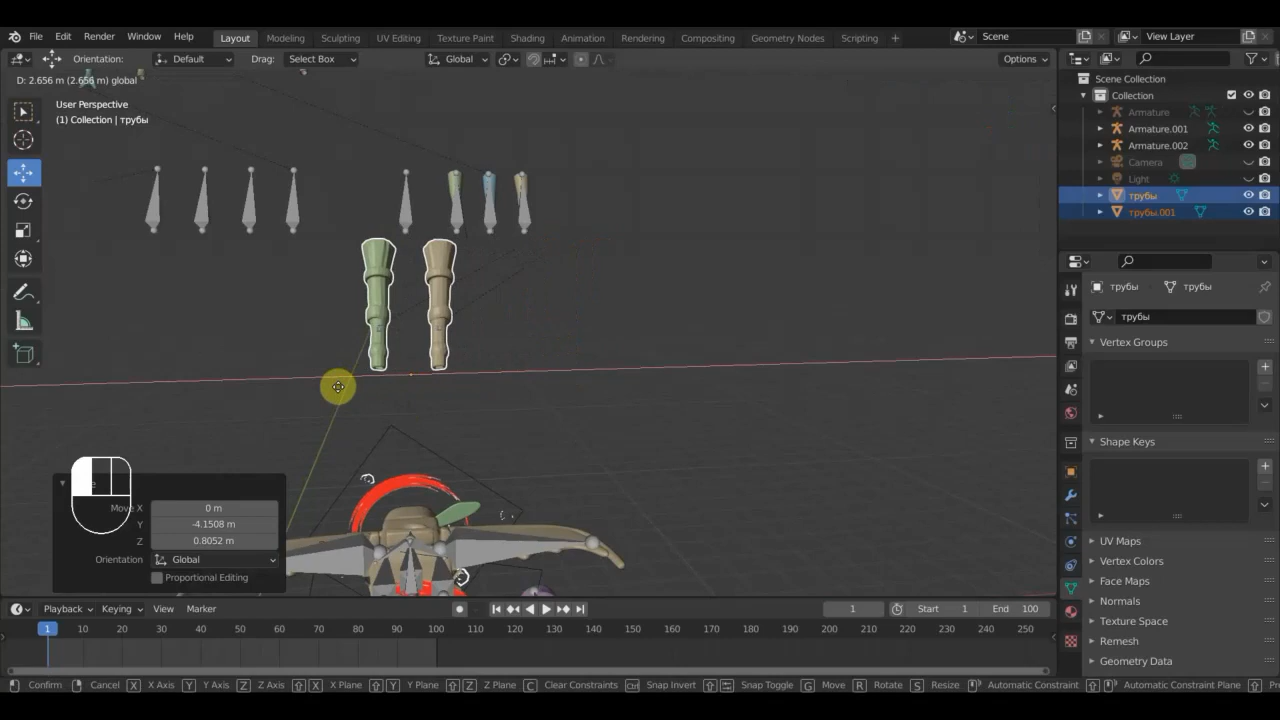 File Edit Render Window Help Layout Modeling Sculpting UV Editing Texture Paint Shading Animation Rendering Compositing Geometry Nodes Scripting + Scene View Layer
Orientation: Default Drag: Select Box Global Options
D: 2.656 m (2.656 m) global
User Perspective
(1) Collection | трубы
Scene Collection
Collection
Armature
Armature.001
Armature.002
Camera
Light
трубы
трубы.001
трубы трубы
трубы
Vertex Groups
Shape Keys
UV Maps
Vertex Colors
Face Maps
Normals
Texture Space
Remesh
Geometry Data
Move X 0 m
Y -4.1508 m
Z 0.8052 m
Orientation Global
Proportional Editing
Playback Keying View Marker 1 Start 1 End 100
1 10 20 30 40 50 60 70 80 90 100 110 120 130 140 150 160 170 180 190 200 210 220 230 240 250
Confirm Cancel X X Axis Y Y Axis Z Z Axis X X Plane Y Y Plane Z Z Plane C Clear Constraints Ctrl Snap Invert Snap Toggle G Move R Rotate S Resize Automatic Constraint Automatic Constraint Plane